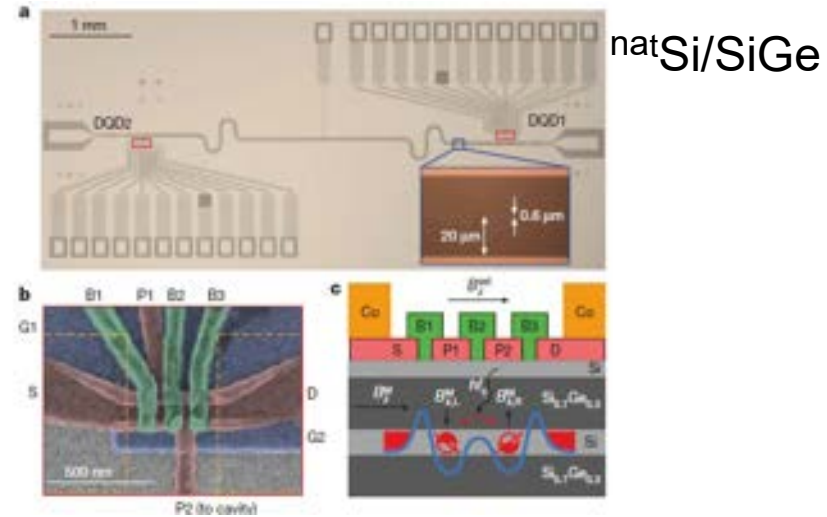 a
1 mm
natSi/SiGe
DQD2
DQD1
0.6 μm
20 μm
b
B1 P1 B2 B3
G1
S
D
G2
500 nm
P2 (to cavity)
c
Co
Co
B1 B2 B3
S P1 P2 D
Si
Si